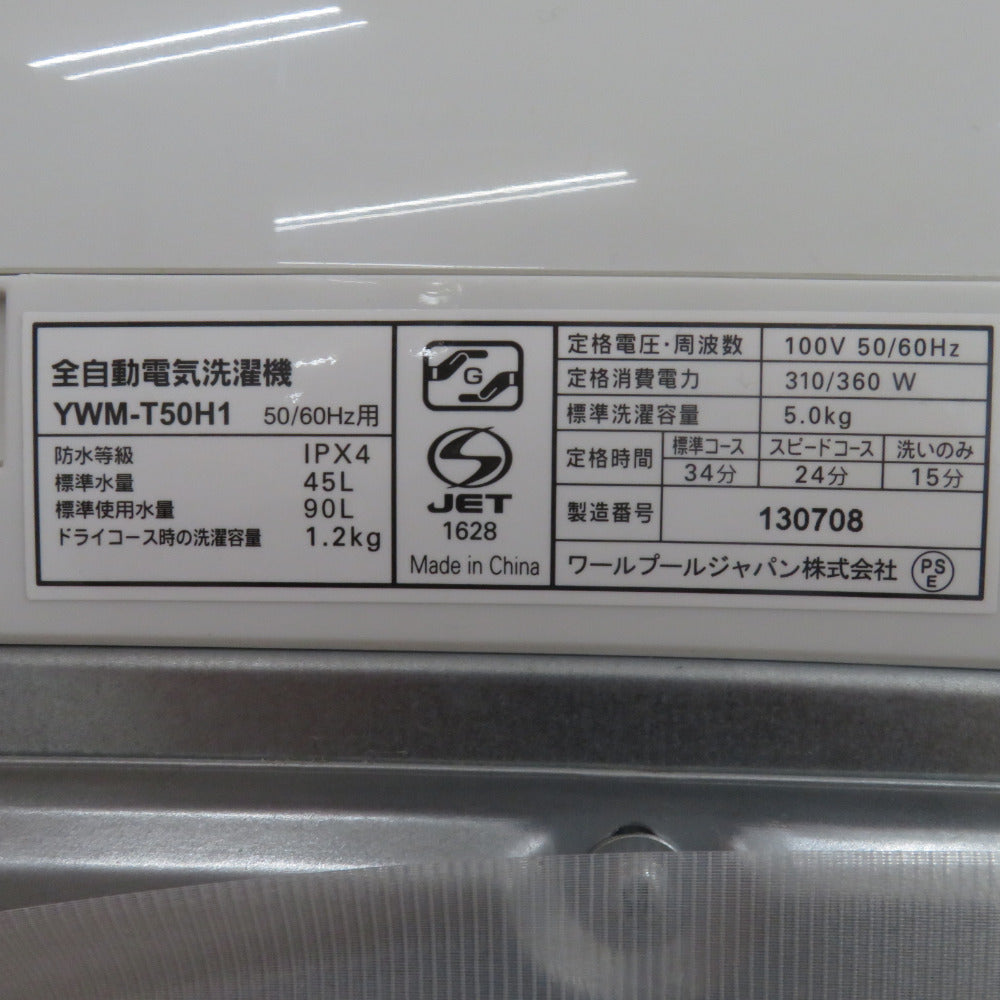 全自動電気洗濯機
YWM-T50H1 50/60Hz用
防水等級 IPX4
標準水量 45L
標準使用水量 90L
ドライコース時の洗濯容量 1.2kg
G
S
JET
1628
Made in China
定格電圧・周波数 100V 50/60Hz
定格消費電力 310/360 W
標準洗濯容量 5.0kg
定格時間 標準コース スピードコース 洗いのみ
34分 24分 15分
製造番号 130708
ワールプールジャパン株式会社 PSE